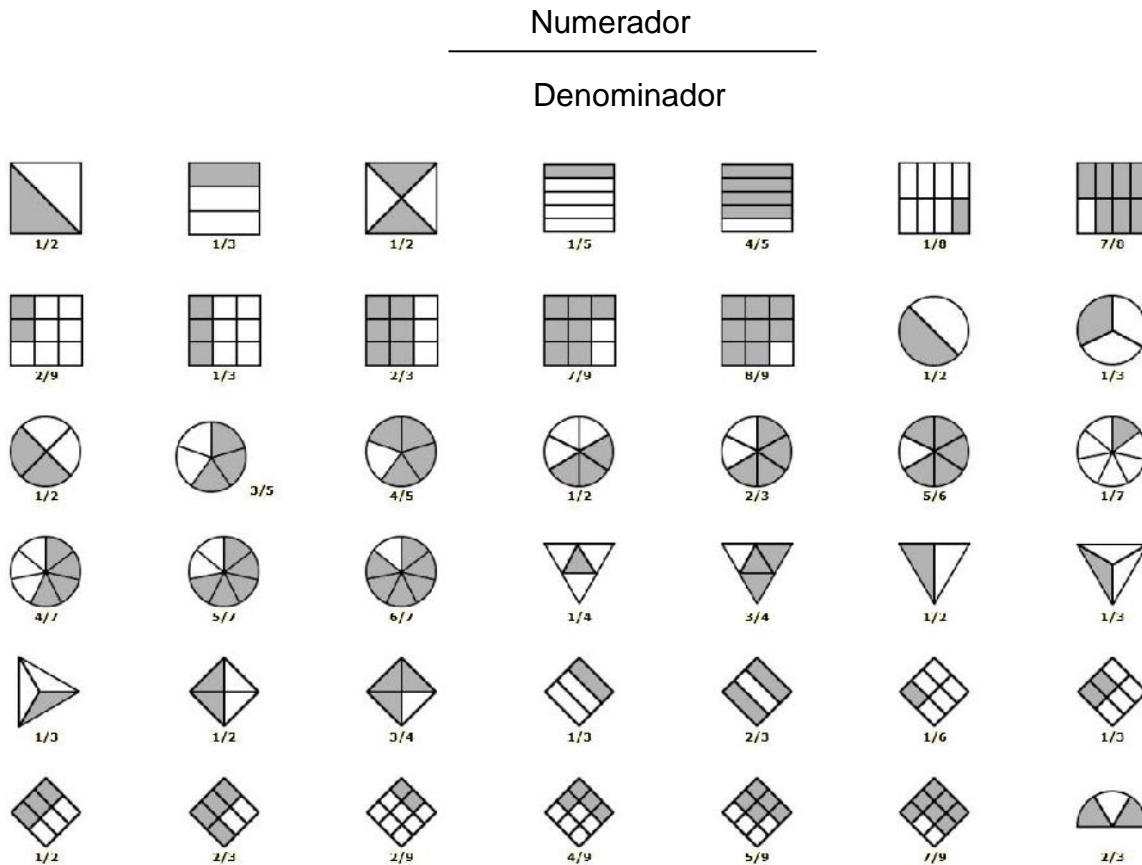 Numerador
Denominador
1/2 1/3 1/2 1/5 4/5 1/8 7/8
2/9 1/3 2/3 7/9 8/9 1/2 1/3
1/2 3/5 4/5 1/2 2/3 5/6 1/7
4/7 5/7 6/7 1/4 3/4 1/2 1/3
1/3 1/2 3/4 1/3 2/3 1/6 1/3
1/2 2/3 2/9 4/9 5/9 7/9 2/3